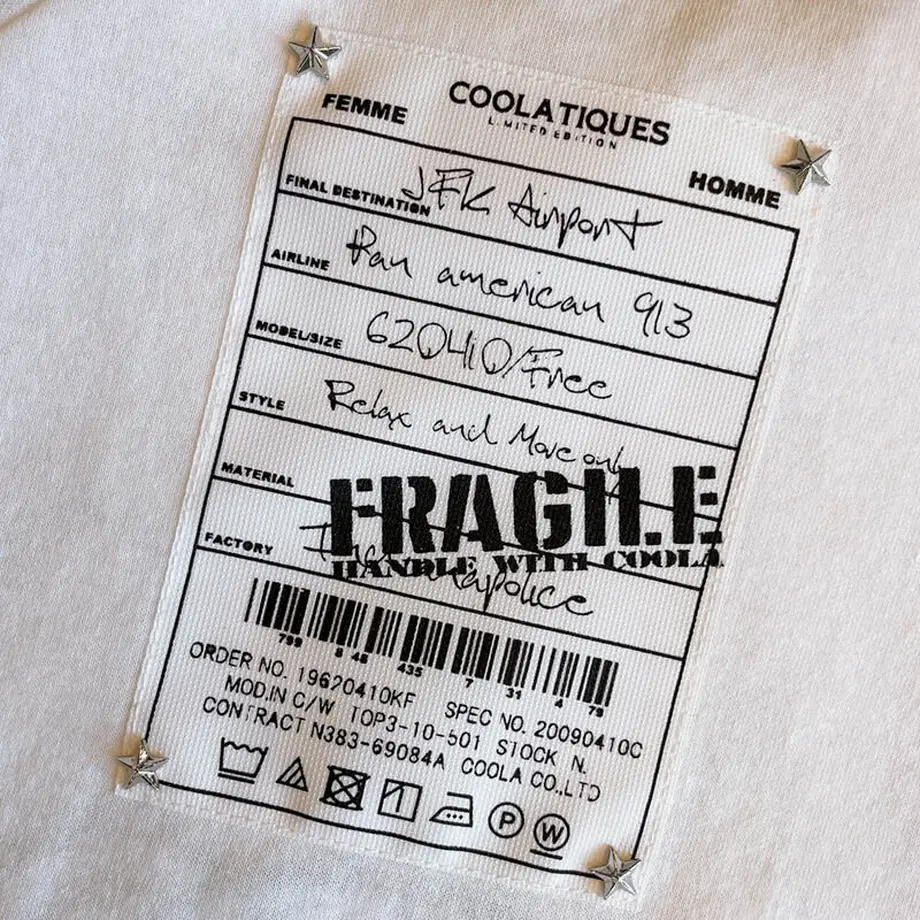 COOLATIQUES
LIMITED EDITION
FEMME
HOMME
FINAL DESTINATION JFK Airport
AIRLINE Pan american 913
MODEL/SIZE 620410/Free
STYLE Relax and Move only
MATERIAL
FRAGILE
HANDLE WITH COOLA
FACTORY
799 8 48 435 7 31 4 79
ORDER NO. 19620410KF SPEC NO. 20090410C
MOD.IN C/W TOP3-10-501 STOCK N.
CONTRACT N383-69084A COOLA CO.,LTD
P W